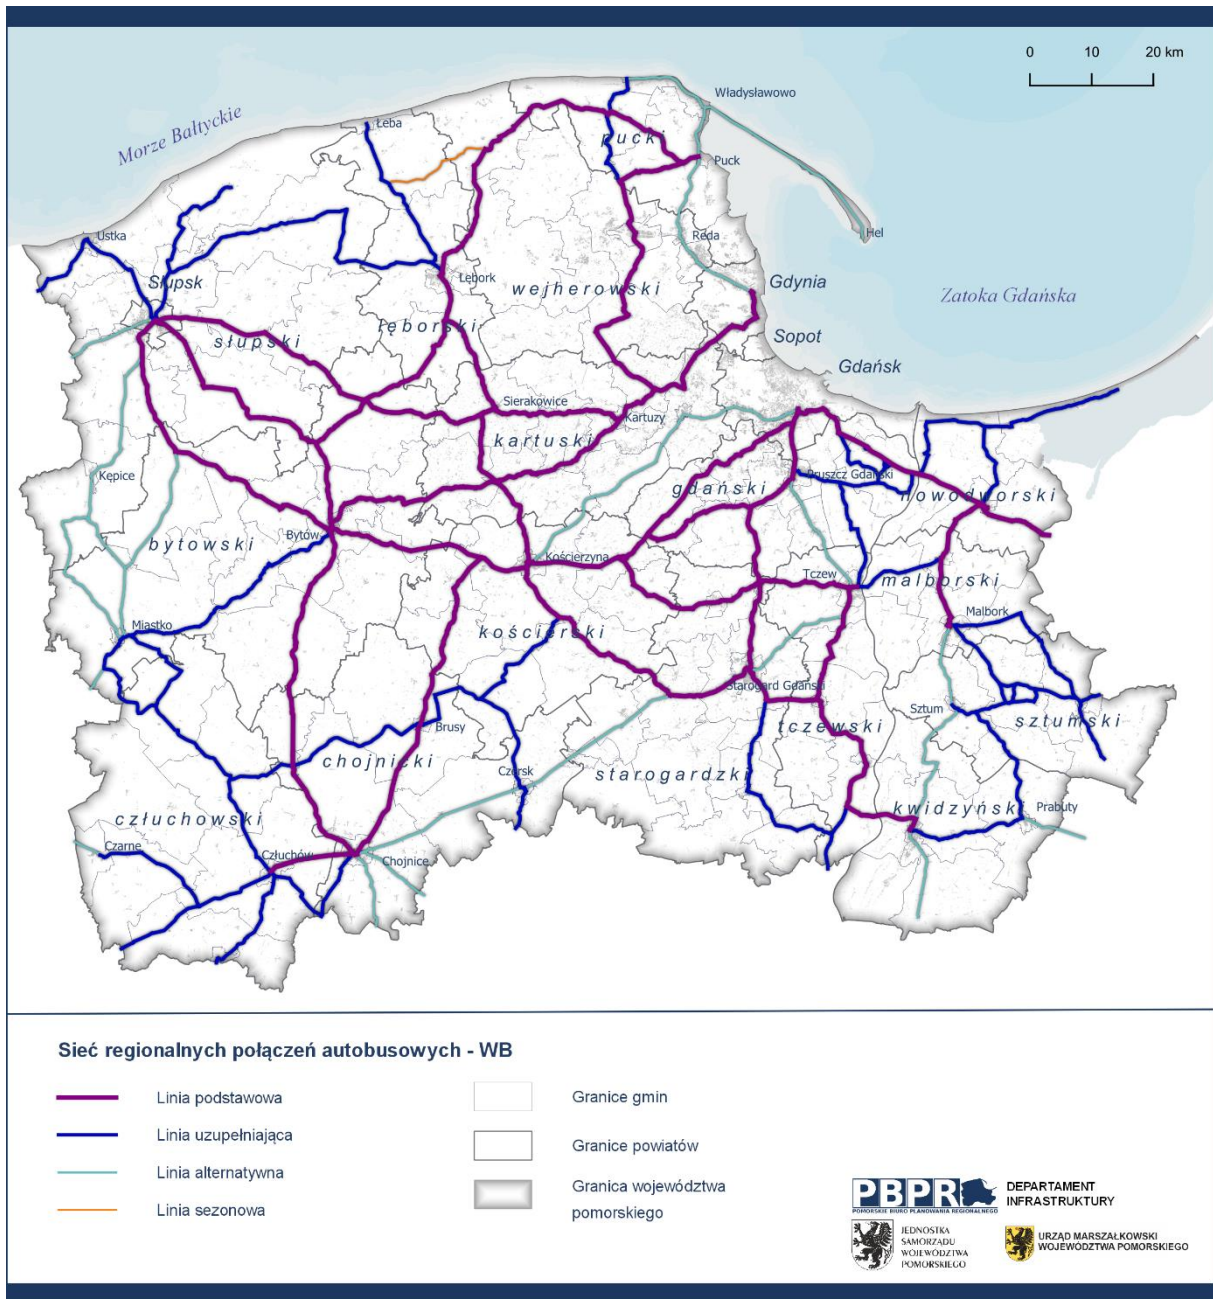 0 10 20 km
Morze Bałtyckie
Władysławowo
Łeba
pucki
Puck
Ustka
Reda
Hel
Słupsk
Lębork
wejherowski
Gdynia
Zatoka Gdańska
lęborski
słupski
Sopot
Gdańsk
Sierakowice
Kartuzy
kartuski
Kępice
gdański
Pruszcz Gdański
nowodworski
Bytów
bytowski
Kościerzyna
Tczew
malborski
Miastko
kościerski
Malbork
Starogard Gdański
Sztum
sztumski
Brusy
tczewski
chojnicki
Czersk
starogardzki
człuchowski
kwidzyński
Prabuty
Czarne
Człuchów
Chojnice
Sieć regionalnych połączeń autobusowych - WB
Linia podstawowa
Linia uzupełniająca
Linia alternatywna
Linia sezonowa
Granice gmin
Granice powiatów
Granica województwa
pomorskiego
PBPR
POMORSKIE BIURO PLANOWANIA REGIONALNEGO
DEPARTAMENT
INFRASTRUKTURY
JEDNOSTKA
SAMORZĄDU
WOJEWÓDZTWA
POMORSKIEGO
URZĄD MARSZAŁKOWSKI
WOJEWÓDZTWA POMORSKIEGO